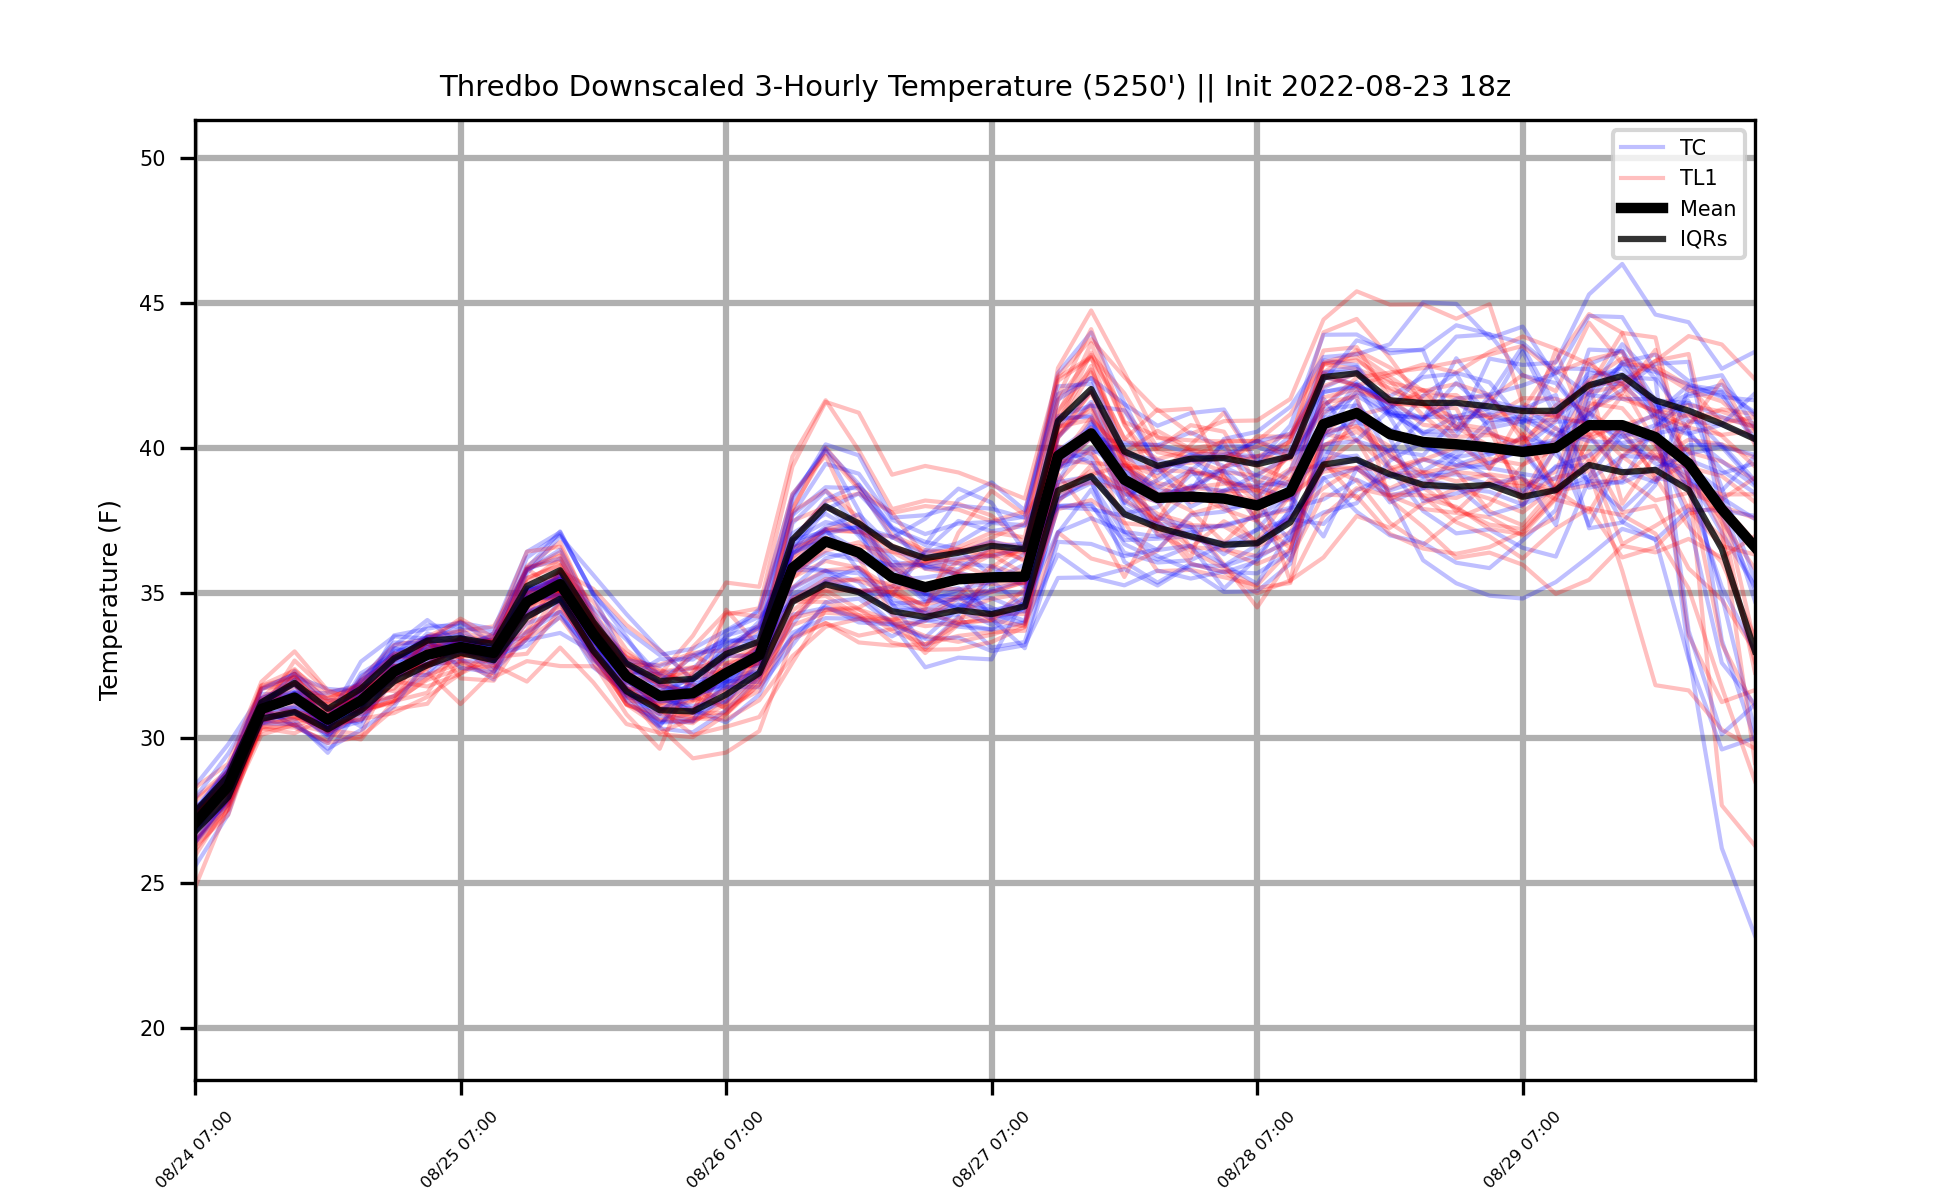 Thredbo Downscaled 3-Hourly Temperature (5250') || Init 2022-08-23 18z
TC
TL1
Mean
IQRs
Temperature (F)
50
45
40
35
30
25
20
08/24 07:00
08/25 07:00
08/26 07:00
08/27 07:00
08/28 07:00
08/29 07:00